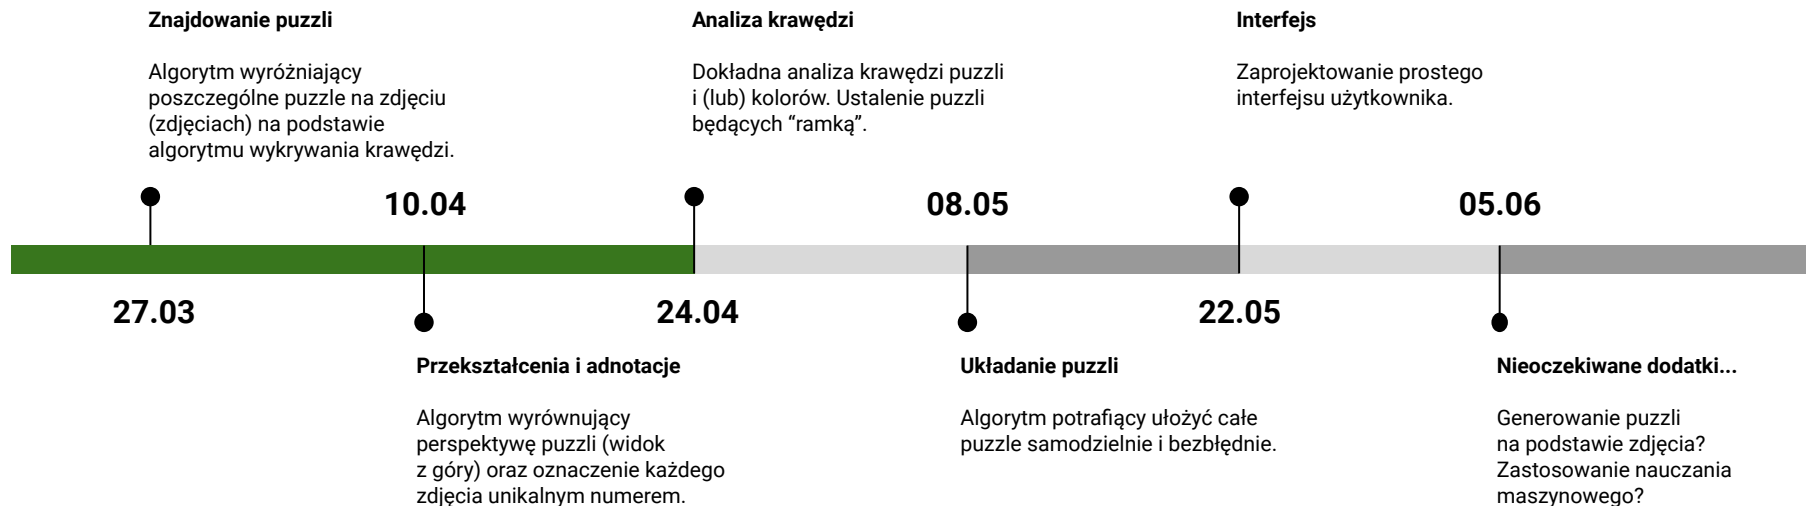 Znajdowanie puzzli
Algorytm wyróżniający
poszczególne puzzle na zdjęciu
(zdjęciach) na podstawie
algorytmu wykrywania krawędzi.
27.03
10.04
Przekształcenia i adnotacje
Algorytm wyrównujący
perspektywę puzzli (widok
z góry) oraz oznaczenie każdego
zdjęcia unikalnym numerem.
Analiza krawędzi
Dokładna analiza krawędzi puzzli
i (lub) kolorów. Ustalenie puzzli
będących “ramką”.
24.04
08.05
Układanie puzzli
Algorytm potrafiący ułożyć całe
puzzle samodzielnie i bezbłędnie.
Interfejs
Zaprojektowanie prostego
interfejsu użytkownika.
22.05
05.06
Nieoczekiwane dodatki...
Generowanie puzzli
na podstawie zdjęcia?
Zastosowanie nauczania
maszynowego?